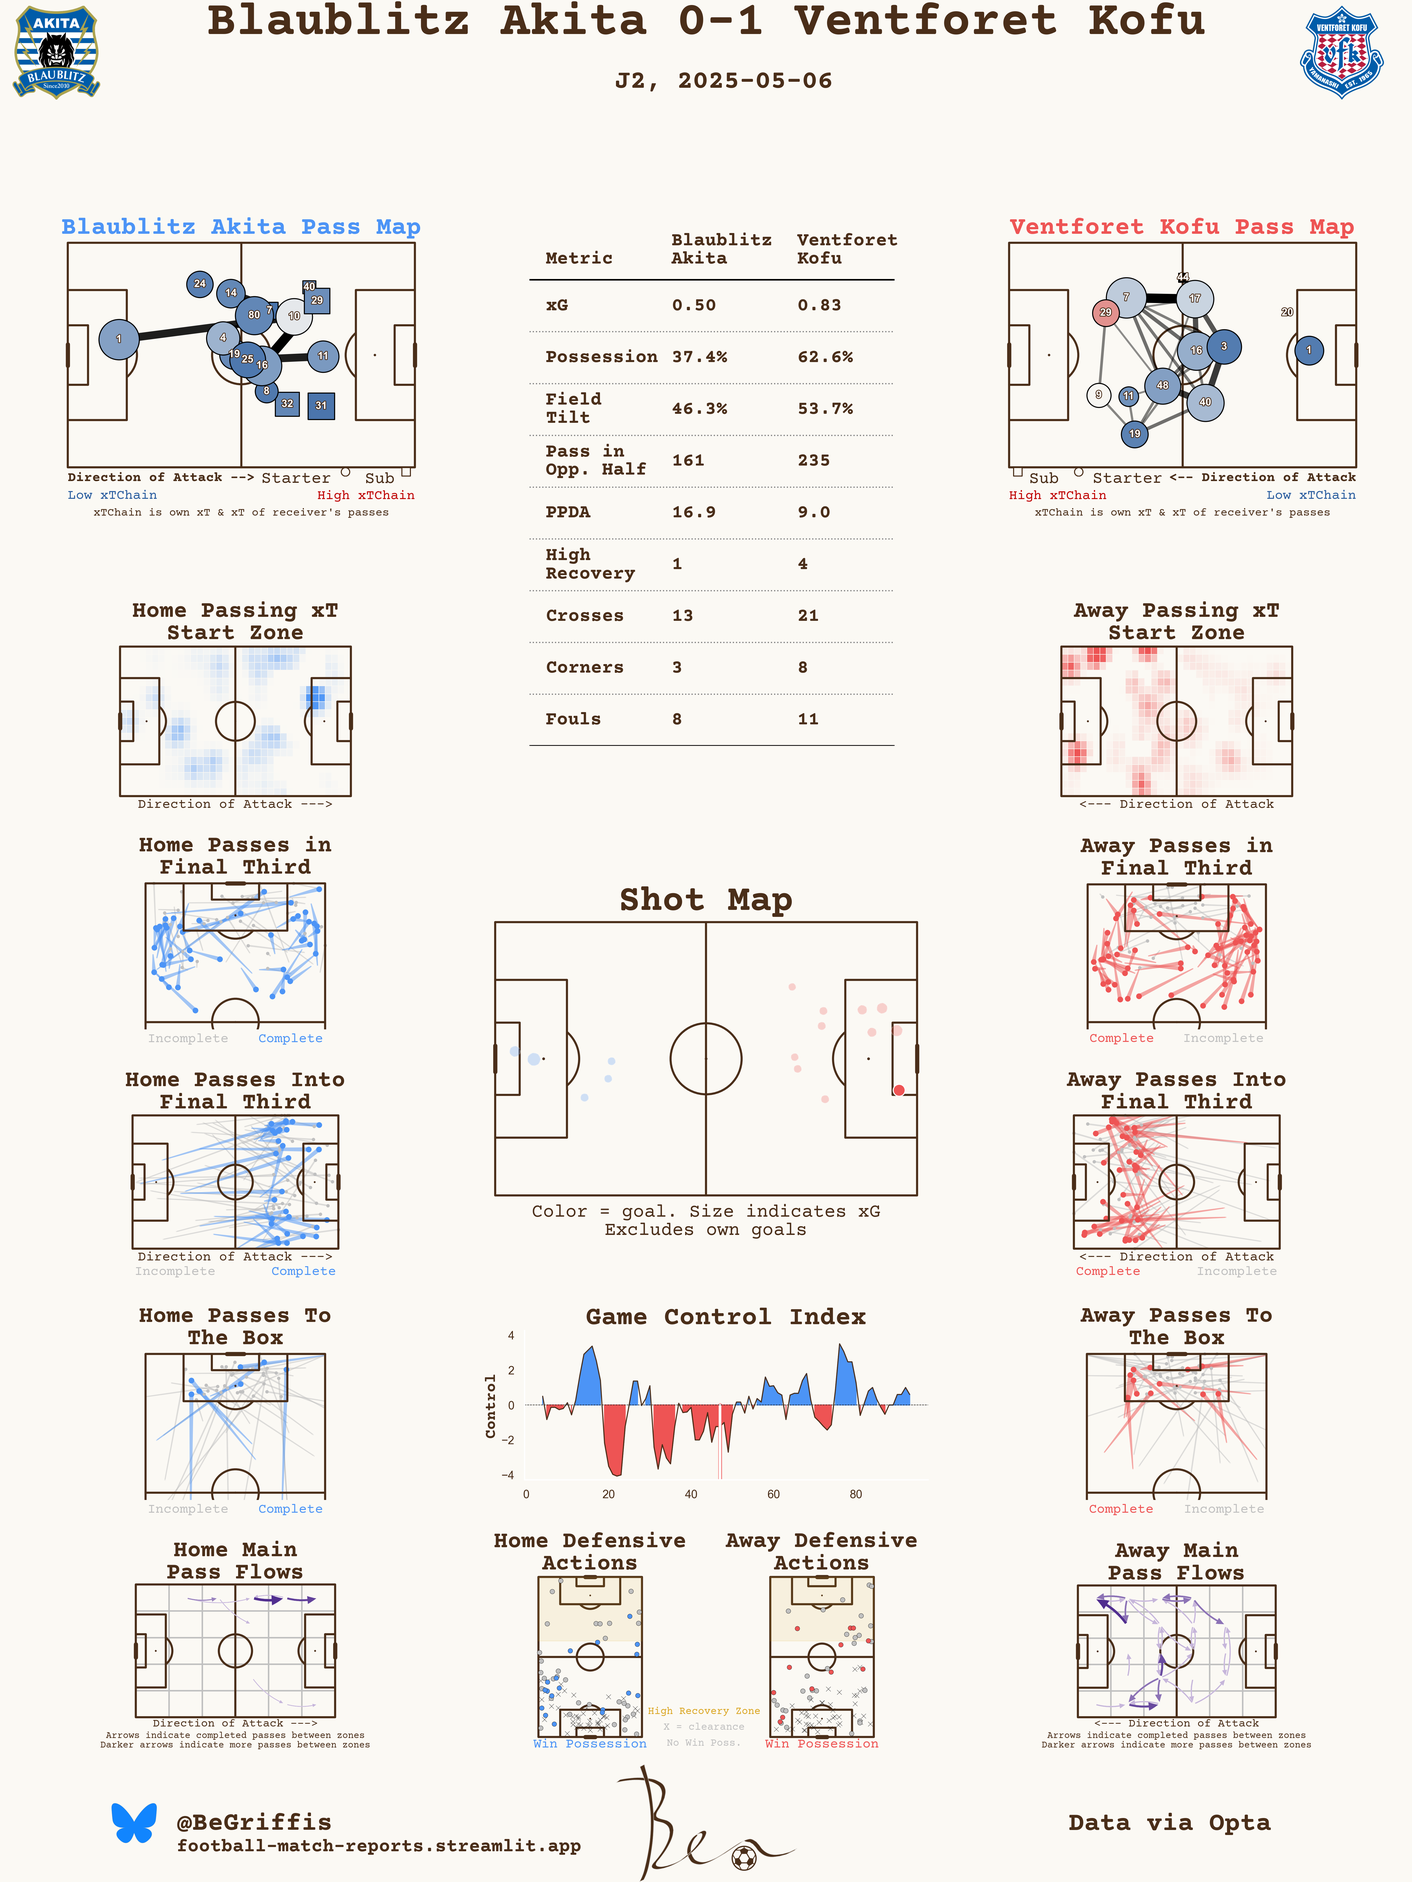 Blaublitz Akita 0-1 Ventforet Kofu
J2, 2025-05-06
AKITA
BLAUBLITZ
Since2010
VENTFORET KOFU
vfk
YAMANASHI EST. 1965
Blaublitz Akita Pass Map
24
14
40
29
7
80
10
1
4
19
25
16
11
8
32
31
Direction of Attack --> Starter Sub
Low xTChain High xTChain
xTChain is own xT & xT of receiver's passes
Metric Blaublitz Akita Ventforet Kofu
xG 0.50 0.83
Possession 37.4% 62.6%
Field Tilt 46.3% 53.7%
Pass in Opp. Half 161 235
PPDA 16.9 9.0
High Recovery 1 4
Crosses 13 21
Corners 3 8
Fouls 8 11
Ventforet Kofu Pass Map
44
7
17
29
20
16
3
1
48
9
11
40
19
Sub Starter <-- Direction of Attack
High xTChain Low xTChain
xTChain is own xT & xT of receiver's passes
Home Passing xT
Start Zone
Direction of Attack --->
Away Passing xT
Start Zone
<--- Direction of Attack
Home Passes in
Final Third
Incomplete Complete
Away Passes in
Final Third
Complete Incomplete
Shot Map
Color = goal. Size indicates xG
Excludes own goals
Home Passes Into
Final Third
Direction of Attack --->
Incomplete Complete
Away Passes Into
Final Third
<--- Direction of Attack
Complete Incomplete
Home Passes To
The Box
Incomplete Complete
Game Control Index
Control
4
2
0
−2
−4
0 20 40 60 80
Away Passes To
The Box
Complete Incomplete
Home Main
Pass Flows
Direction of Attack --->
Arrows indicate completed passes between zones
Darker arrows indicate more passes between zones
Home Defensive
Actions
Win Possession
Away Defensive
Actions
Win Possession
High Recovery Zone
X = clearance
No Win Poss.
Away Main
Pass Flows
<--- Direction of Attack
Arrows indicate completed passes between zones
Darker arrows indicate more passes between zones
@BeGriffis
football-match-reports.streamlit.app
Ben
Data via Opta